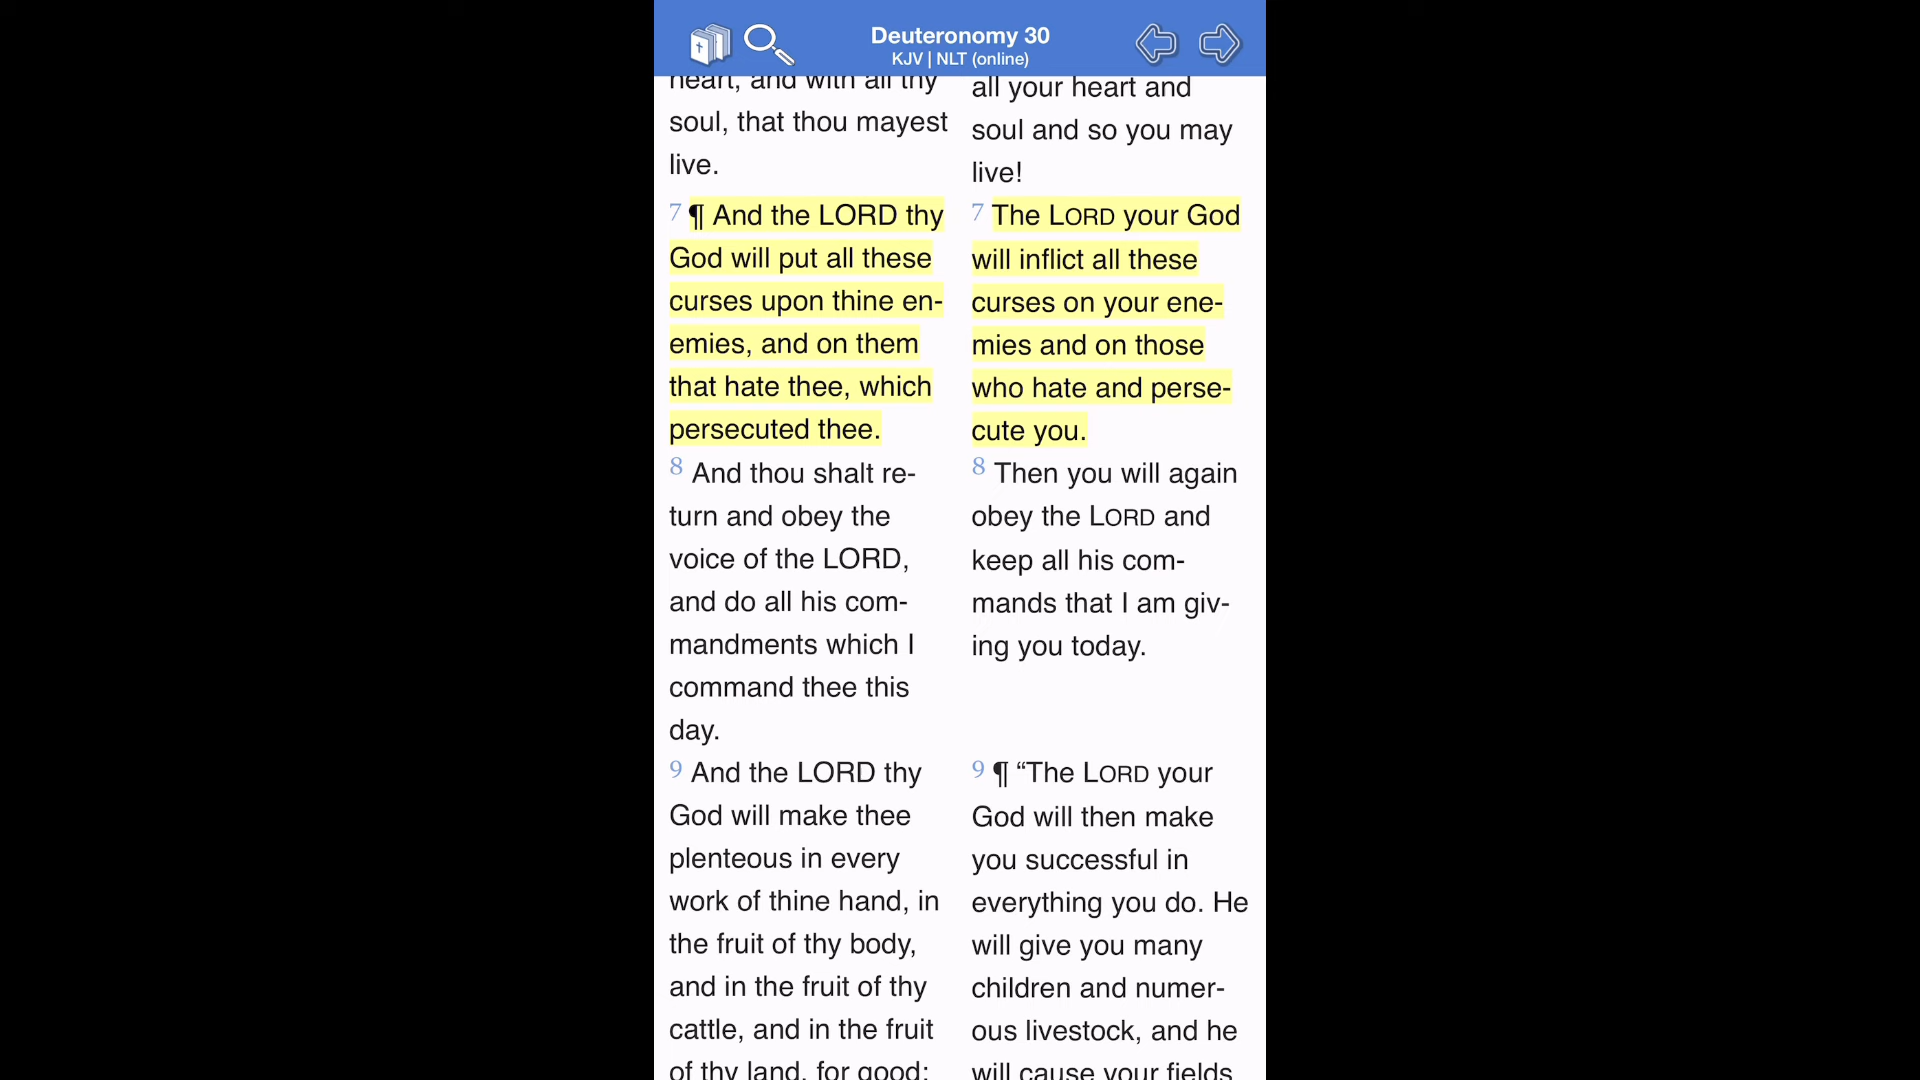 Deuteronomy 30
KJV | NLT (online)
heart, and with all thy
soul, that thou mayest
live.
7 ¶ And the LORD thy
God will put all these
curses upon thine en-
emies, and on them
that hate thee, which
persecuted thee.
8 And thou shalt re-
turn and obey the
voice of the LORD,
and do all his com-
mandments which I
command thee this
day.
9 And the LORD thy
God will make thee
plenteous in every
work of thine hand, in
the fruit of thy body,
and in the fruit of thy
cattle, and in the fruit
of thy land, for good:
all your heart and
soul and so you may
live!
7 The LORD your God
will inflict all these
curses on your ene-
mies and on those
who hate and perse-
cute you.
8 Then you will again
obey the LORD and
keep all his com-
mands that I am giv-
ing you today.
9 ¶ “The LORD your
God will then make
you successful in
everything you do. He
will give you many
children and numer-
ous livestock, and he
will cause your fields